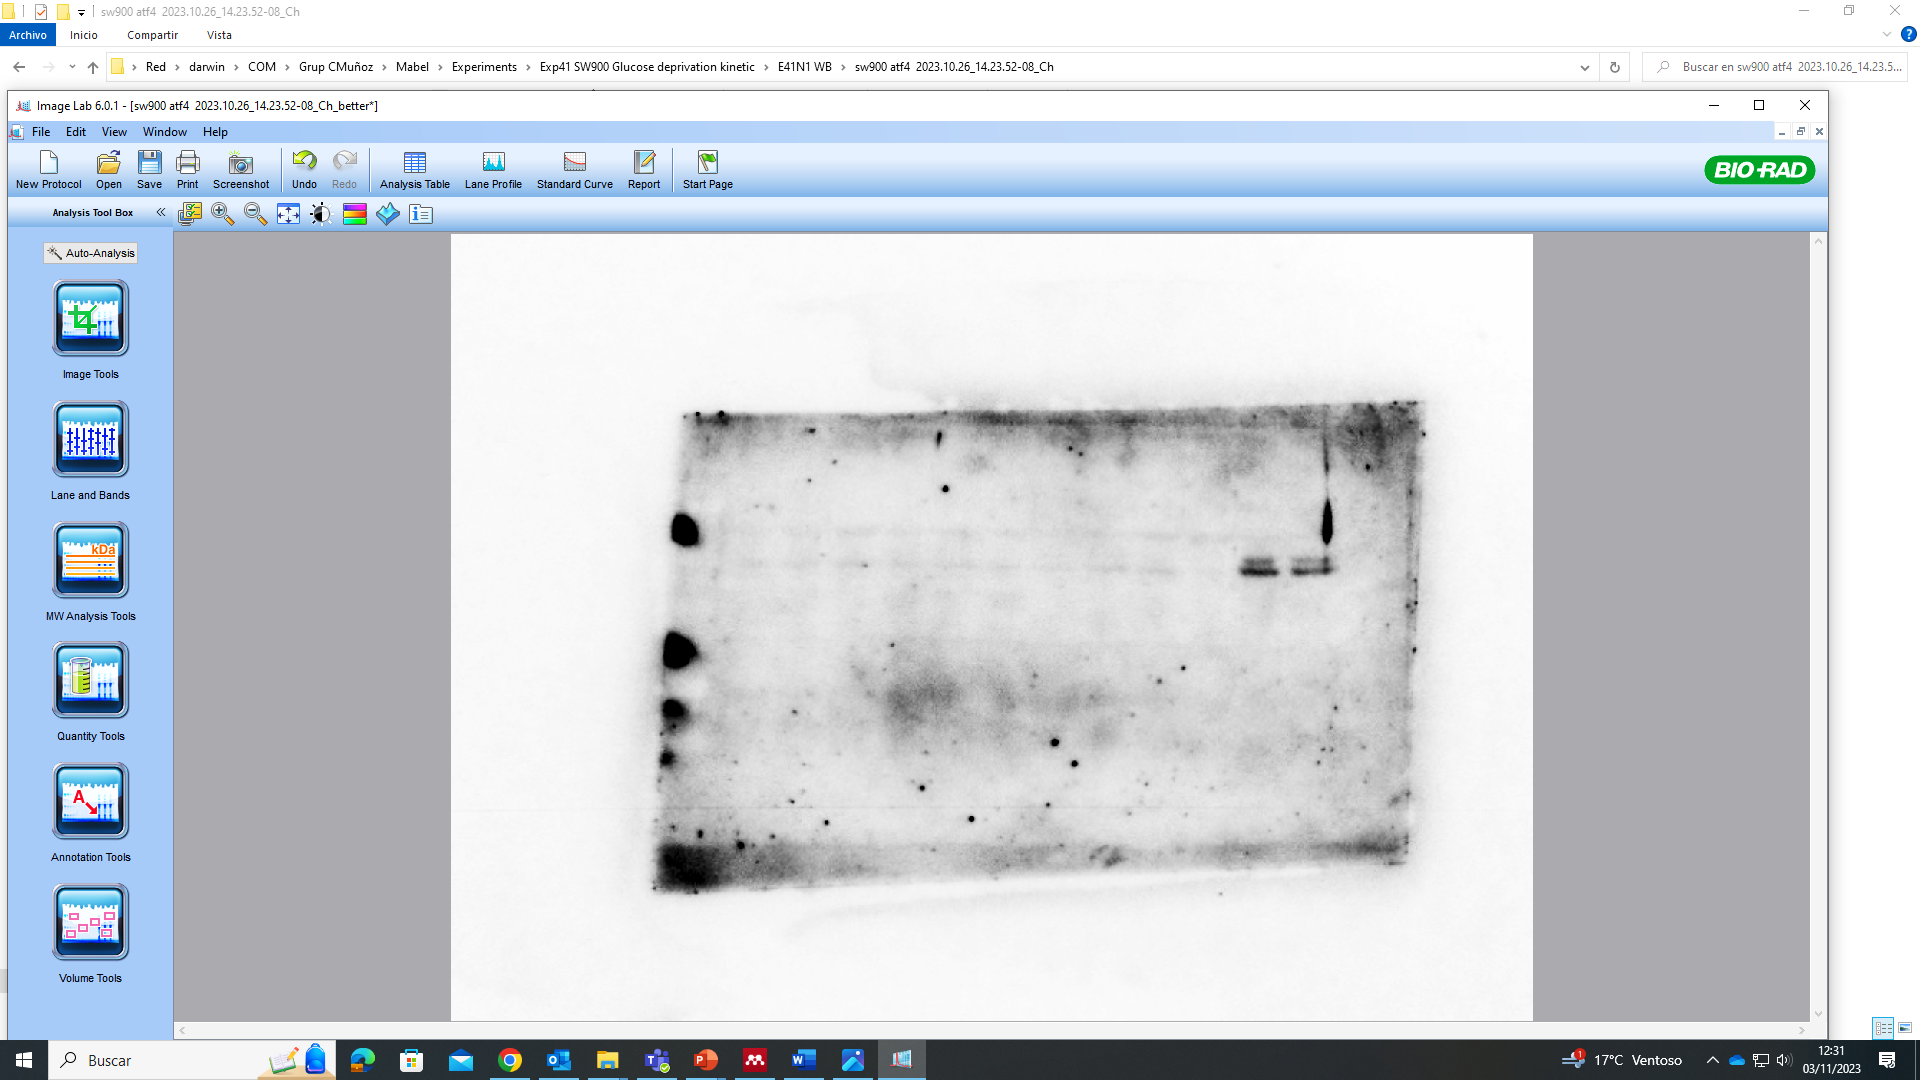 sw900 atf4  2023.10.26_14.23.52-08_Ch
Archivo Inicio Compartir Vista
Red darwin COM Grup CMuñoz Mabel Experiments Exp41 SW900 Glucose deprivation kinetic E41N1 WB sw900 atf4  2023.10.26_14.23.52-08_Ch
Buscar en sw900 atf4  2023.10.26_14.23.5...
Image Lab 6.0.1 - [sw900 atf4  2023.10.26_14.23.52-08_Ch_better*]
File Edit View Window Help
New Protocol Open Save Print Screenshot Undo Redo Analysis Table Lane Profile Standard Curve Report Start Page
BIO-RAD
Analysis Tool Box
Auto-Analysis
Image Tools
Lane and Bands
kDa
MW Analysis Tools
Quantity Tools
A
Annotation Tools
Volume Tools
Buscar
1
17°C Ventoso
12:31
03/11/2023